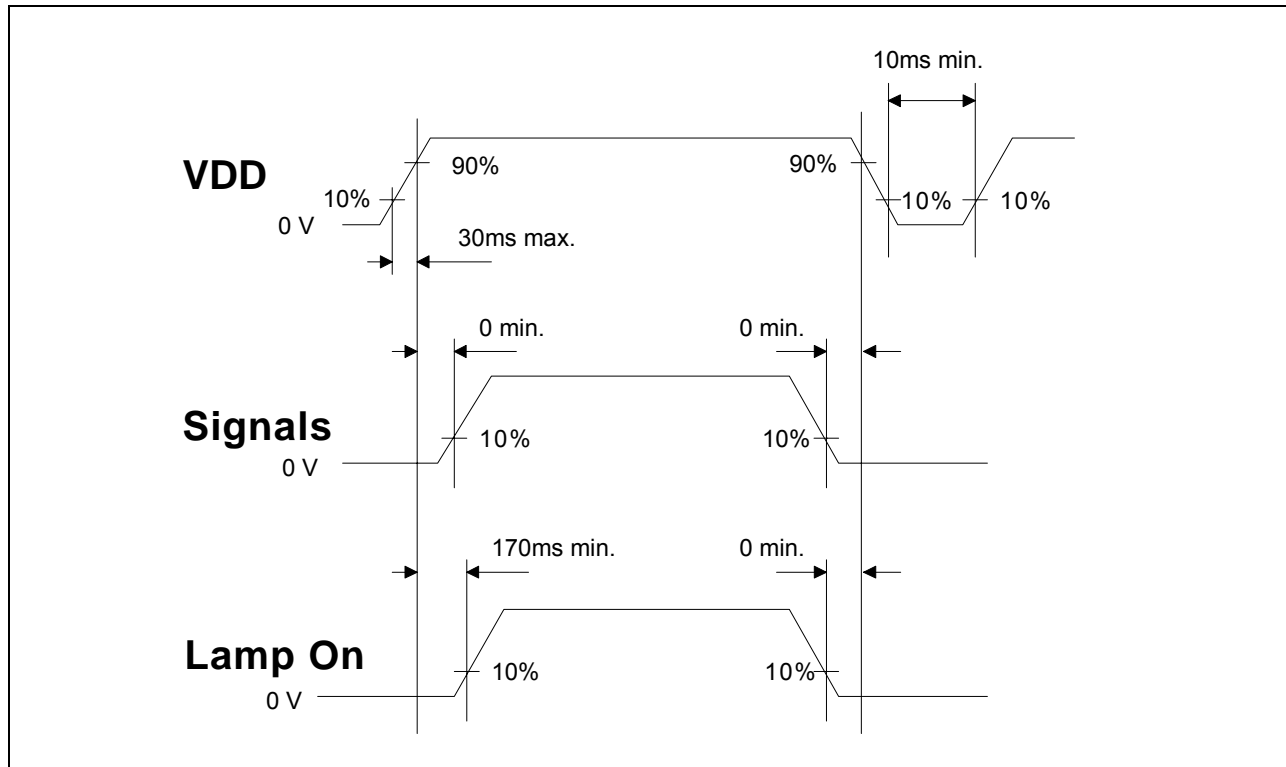 10ms min.
VDD
90%
90%
10%
10%
10%
0 V
30ms max.
0 min.
0 min.
Signals
10%
10%
0 V
170ms min.
0 min.
Lamp On
10%
10%
0 V